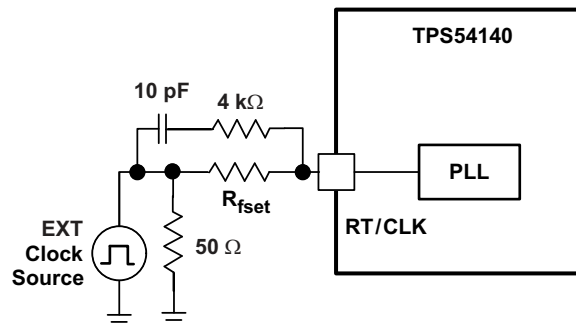 TPS54140
10 pF
4 kΩ
PLL
R_fset
RT/CLK
EXT
Clock
Source
50 Ω